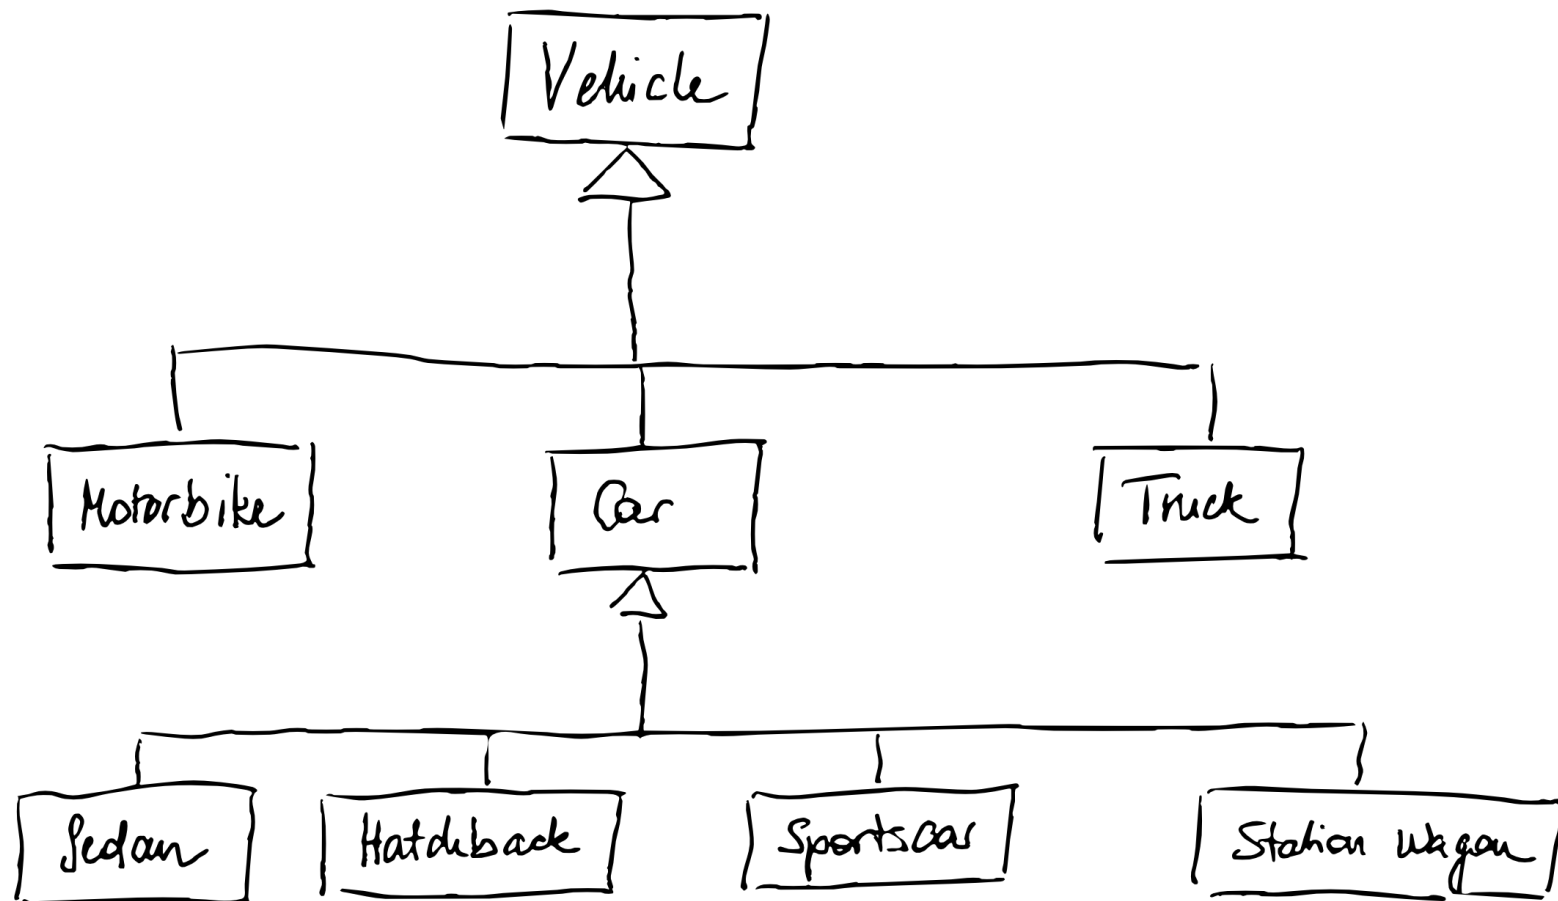 Vehicle
Motorbike
Car
Truck
Sedan
Hatchback
Sportscar
Station Wagon